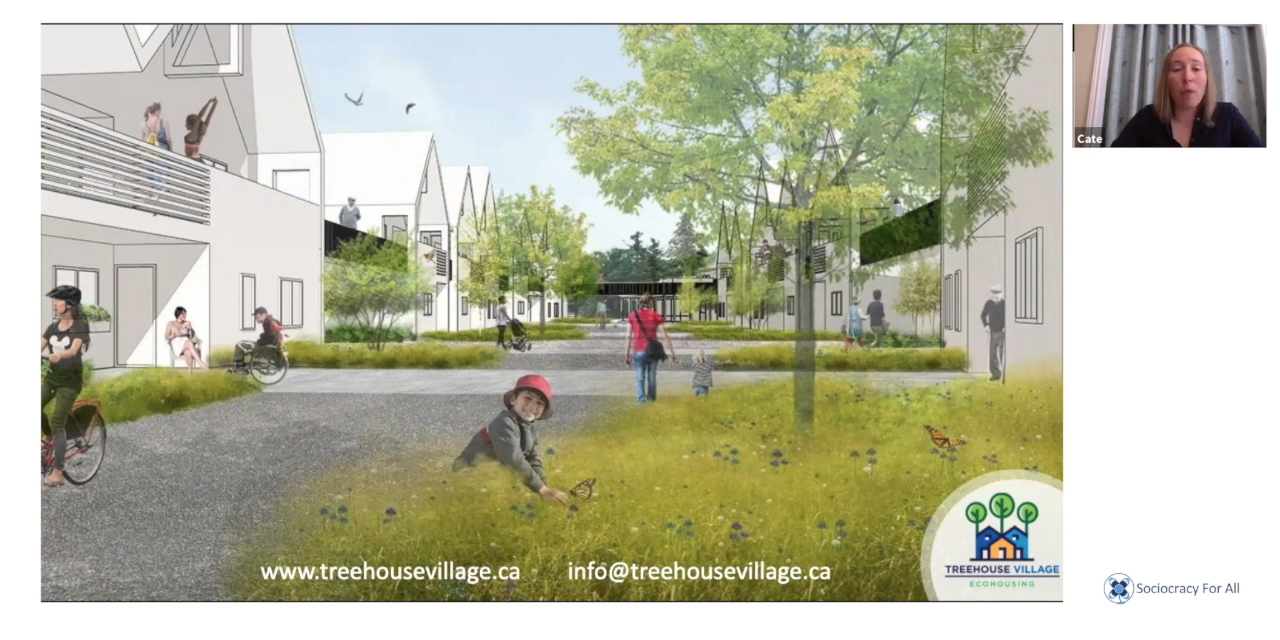 Cate
www.treehousevillage.ca info@treehousevillage.ca
TREEHOUSE VILLAGE
ECOHOUSING
Sociocracy For All